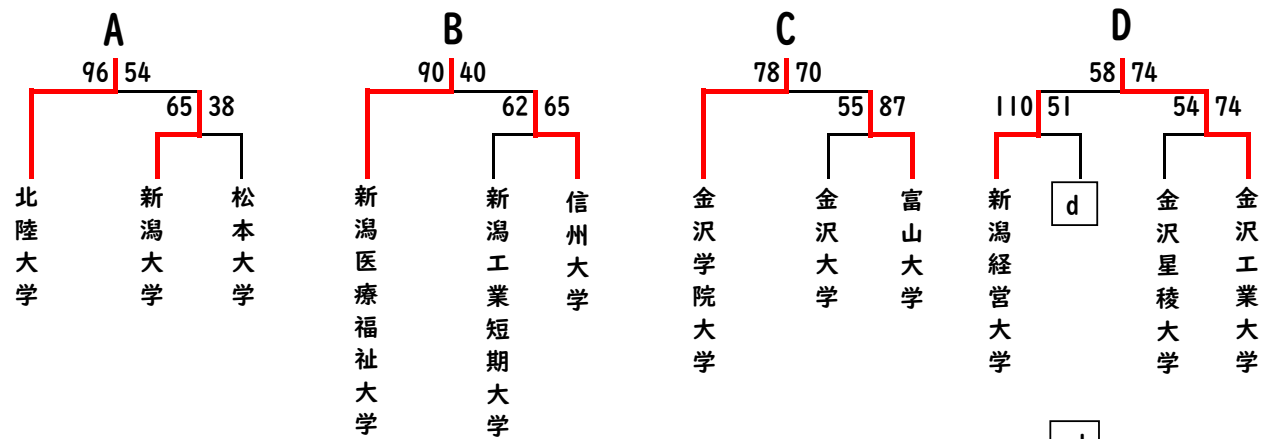 A
96 54
65 38
北陸大学
新潟大学
松本大学
B
90 40
62 65
新潟医療福祉大学
新潟工業短期大学
信州大学
C
78 70
55 87
金沢学院大学
金沢大学
富山大学
D
58 74
110 51
54 74
新潟経営大学
d
金沢星稜大学
金沢工業大学